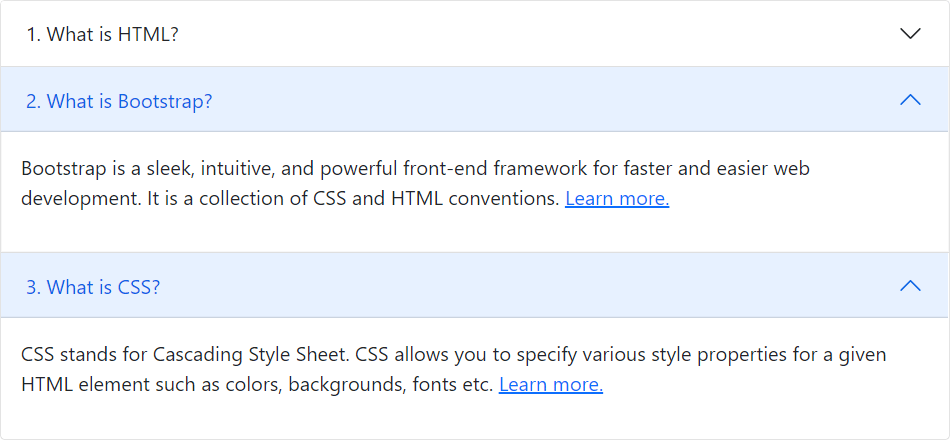 1. What is HTML?
2. What is Bootstrap?
Bootstrap is a sleek, intuitive, and powerful front-end framework for faster and easier web
development. It is a collection of CSS and HTML conventions. Learn more.
3. What is CSS?
CSS stands for Cascading Style Sheet. CSS allows you to specify various style properties for a given
HTML element such as colors, backgrounds, fonts etc. Learn more.